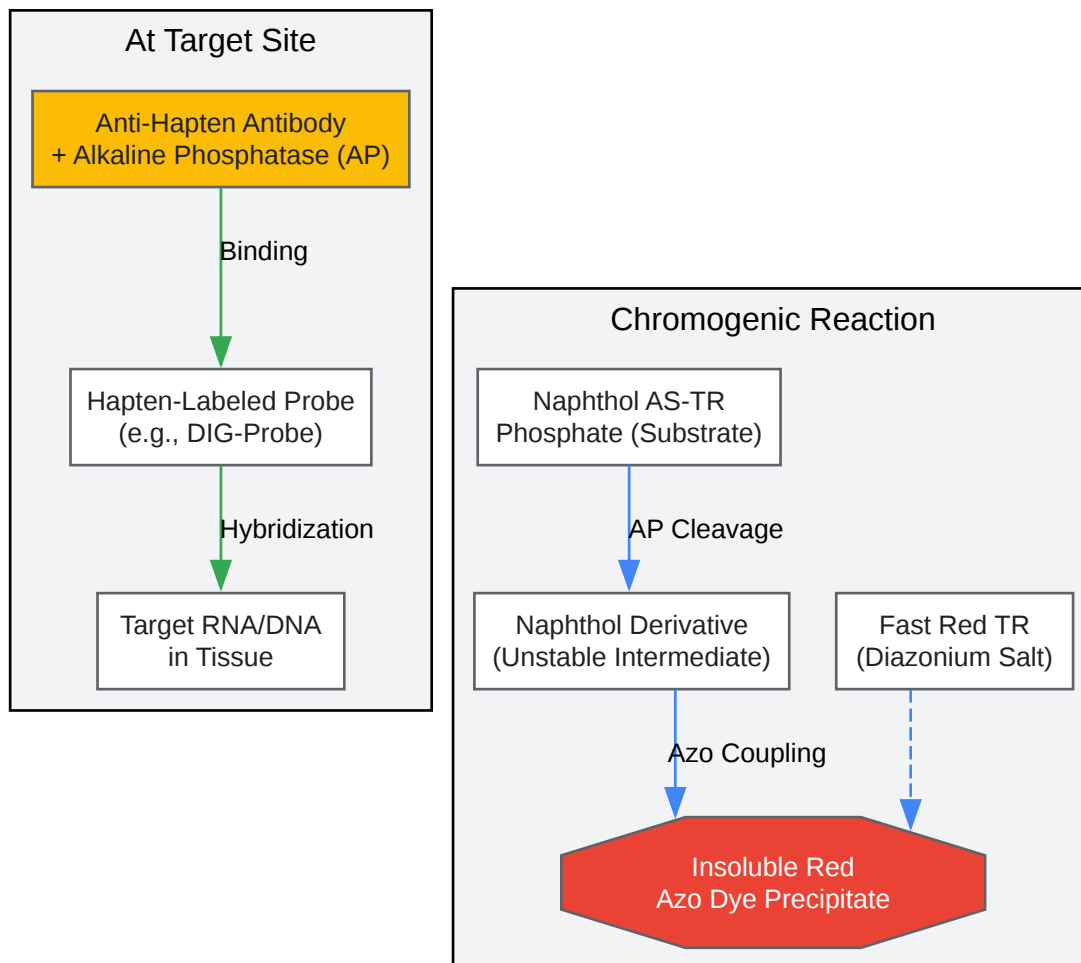 At Target Site
Anti-Hapten Antibody
+ Alkaline Phosphatase (AP)
Binding
Hapten-Labeled Probe
(e.g., DIG-Probe)
Hybridization
Target RNA/DNA
in Tissue
Chromogenic Reaction
Naphthol AS-TR
Phosphate (Substrate)
AP Cleavage
Naphthol Derivative
(Unstable Intermediate)
Fast Red TR
(Diazonium Salt)
Azo Coupling
Insoluble Red
Azo Dye Precipitate